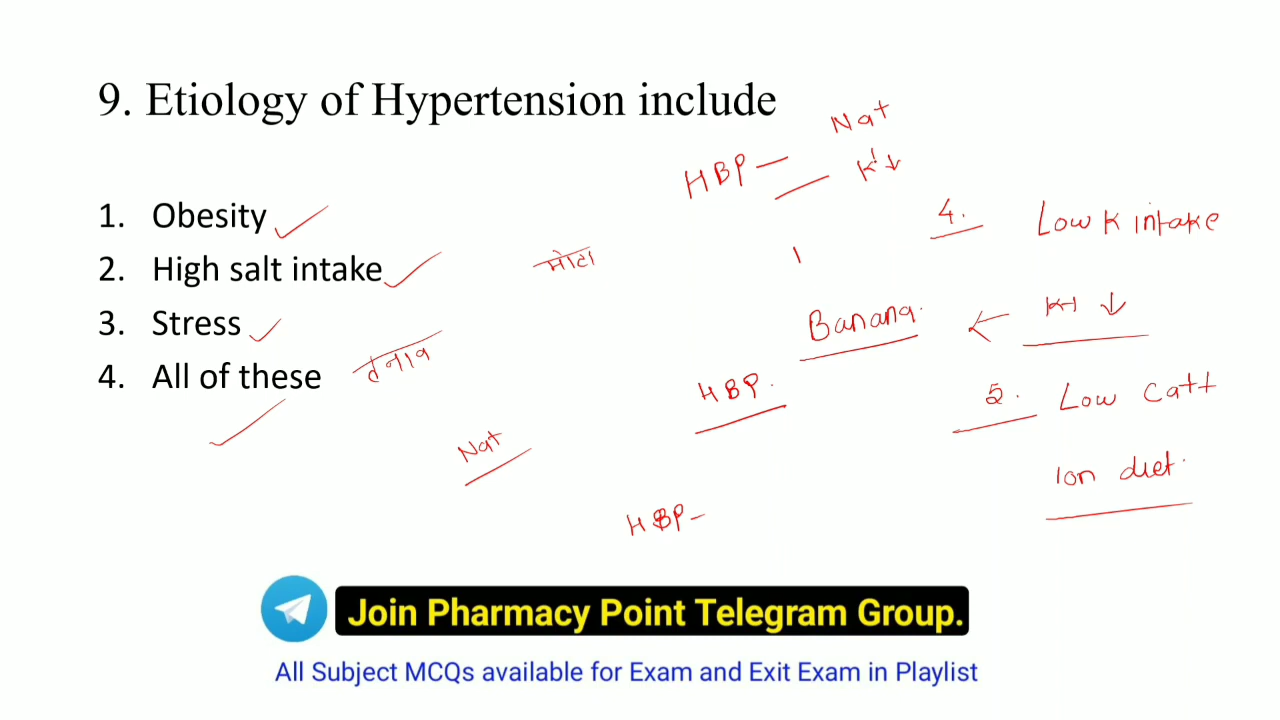 9. Etiology of Hypertension include
1. Obesity
2. High salt intake
3. Stress
4. All of these
HBP — Na+
K+ ↓
4. Low K intake
मोटा
Banana. ← K+ ↓
तनाव
HBP.
5. Low Ca++
Ion diet.
Na+
HBP-
Join Pharmacy Point Telegram Group.
All Subject MCQs available for Exam and Exit Exam in Playlist